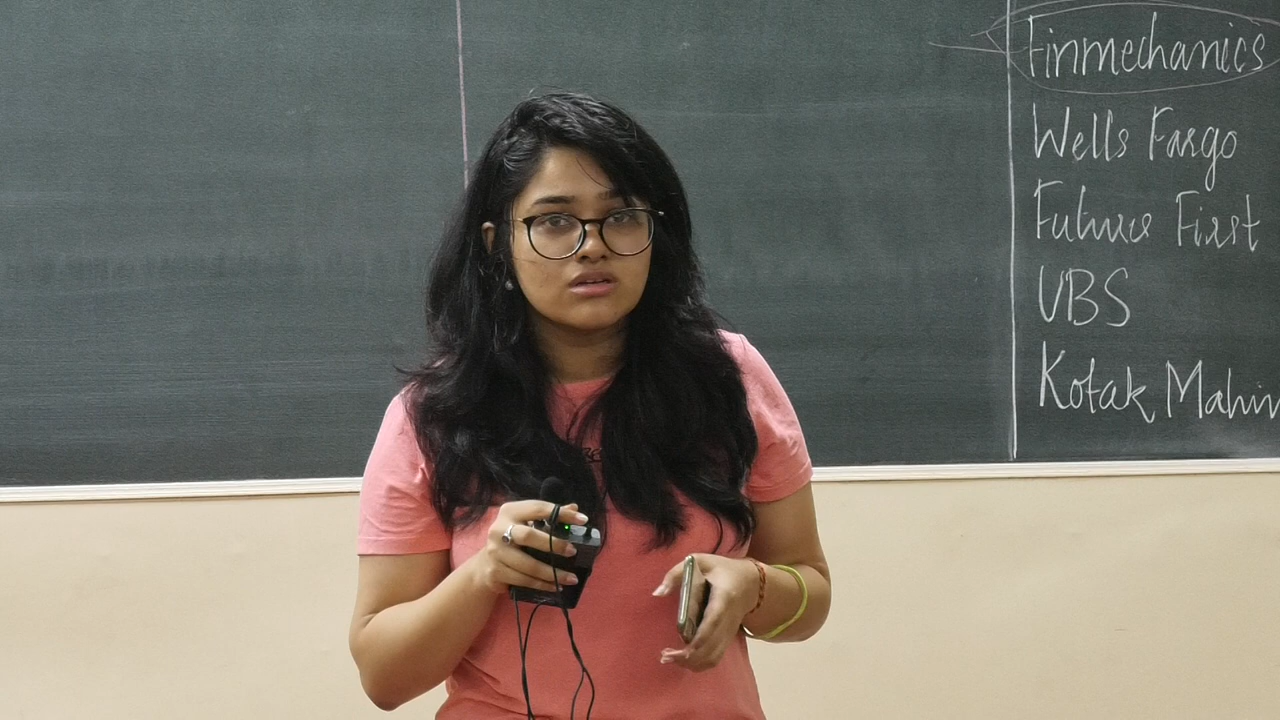 Finmechanics
Wells Fargo
Future First
UBS
Kotak Mahin